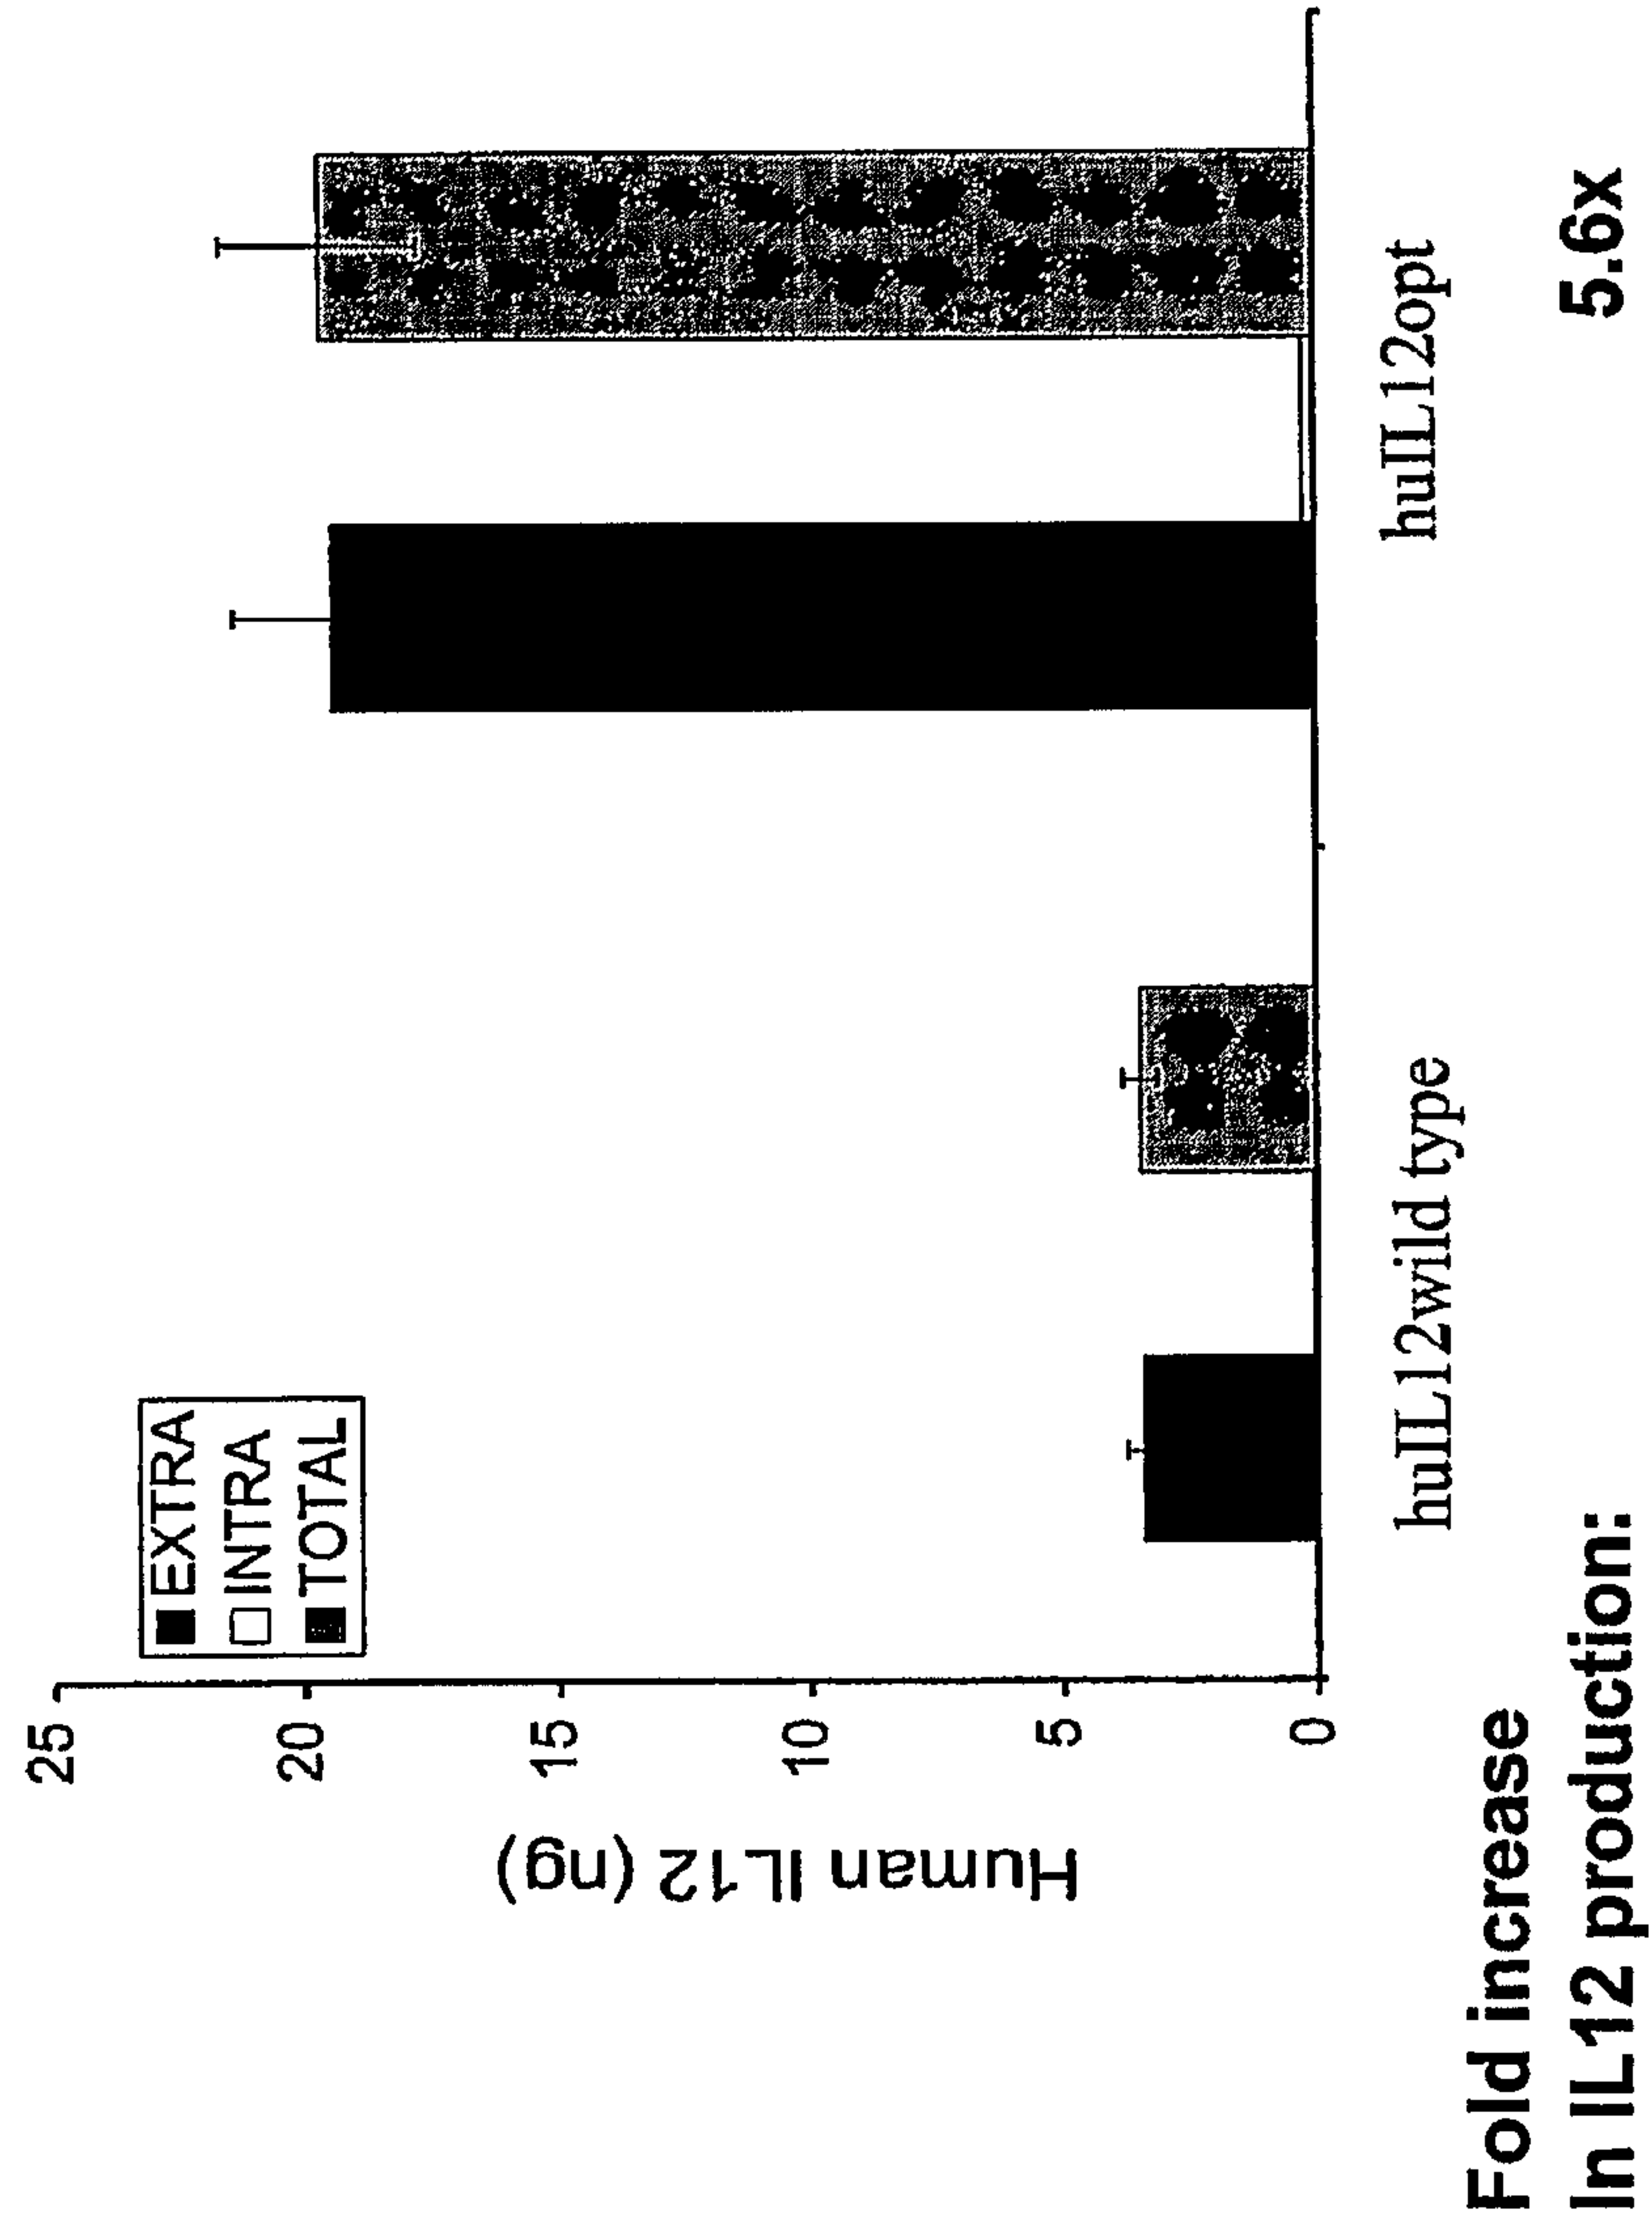 EXTRA
INTRA
TOTAL
25
20
15
10
5
0
Human IL12 (ng)
huIL12wild type
huIL12opt
Fold increase
In IL12 production:
5.6x